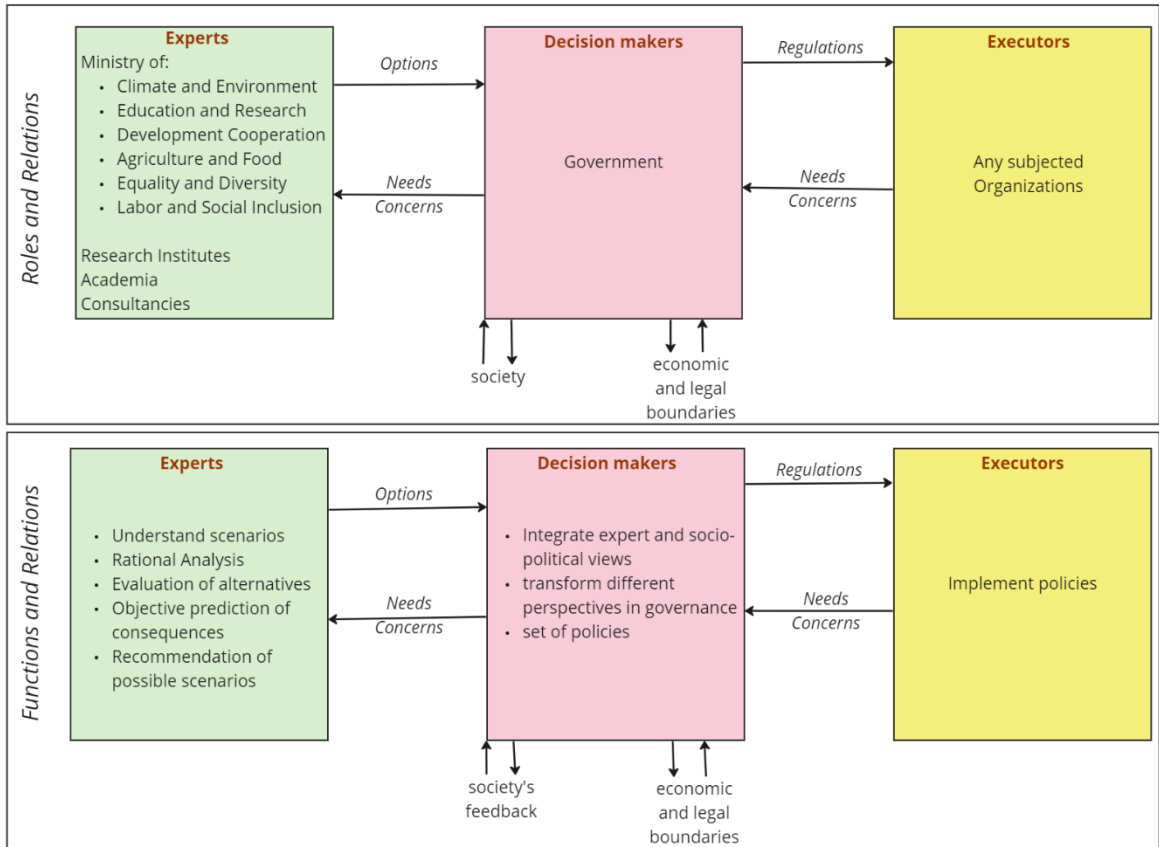 Roles and Relations
Experts
Ministry of:
• Climate and Environment
• Education and Research
• Development Cooperation
• Agriculture and Food
• Equality and Diversity
• Labor and Social Inclusion
Research Institutes
Academia
Consultancies
Options
Needs
Concerns
Decision makers
Government
society
economic
and legal
boundaries
Regulations
Needs
Concerns
Executors
Any subjected
Organizations
Functions and Relations
Experts
• Understand scenarios
• Rational Analysis
• Evaluation of alternatives
• Objective prediction of
consequences
• Recommendation of
possible scenarios
Options
Needs
Concerns
Decision makers
• Integrate expert and socio-
political views
• transform different
perspectives in governance
• set of policies
society's
feedback
economic
and legal
boundaries
Regulations
Needs
Concerns
Executors
Implement policies